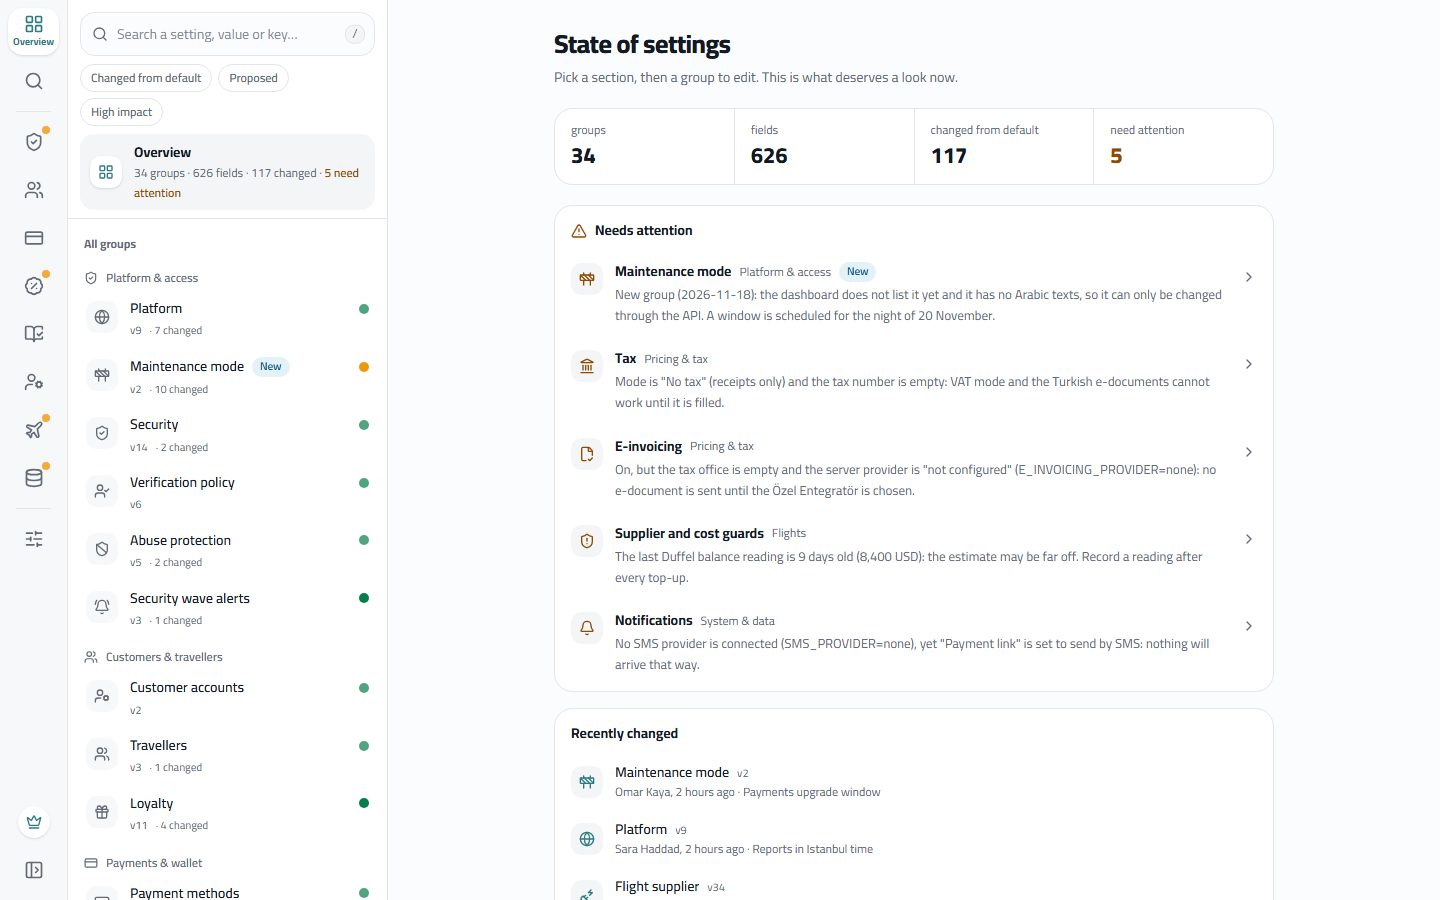 Overview
Search a setting, value or key...
/
Changed from default
Proposed
High impact
Overview
34 groups · 626 fields · 117 changed · 5 need
attention
All groups
Platform & access
Platform
v9 · 7 changed
Maintenance mode New
v2 · 10 changed
Security
v14 · 2 changed
Verification policy
v6
Abuse protection
v5 · 2 changed
Security wave alerts
v3 · 1 changed
Customers & travellers
Customer accounts
v2
Travellers
v3 · 1 changed
Loyalty
v11 · 4 changed
Payments & wallet
Payment methods
State of settings
Pick a section, then a group to edit. This is what deserves a look now.
groups
34
fields
626
changed from default
117
need attention
5
Needs attention
Maintenance mode Platform & access New
New group (2026-11-18): the dashboard does not list it yet and it has no Arabic texts, so it can only be changed
through the API. A window is scheduled for the night of 20 November.
Tax Pricing & tax
Mode is "No tax" (receipts only) and the tax number is empty: VAT mode and the Turkish e-documents cannot
work until it is filled.
E-invoicing Pricing & tax
On, but the tax office is empty and the server provider is "not configured" (E_INVOICING_PROVIDER=none): no
e-document is sent until the Özel Entegratör is chosen.
Supplier and cost guards Flights
The last Duffel balance reading is 9 days old (8,400 USD): the estimate may be far off. Record a reading after
every top-up.
Notifications System & data
No SMS provider is connected (SMS_PROVIDER=none), yet "Payment link" is set to send by SMS: nothing will
arrive that way.
Recently changed
Maintenance mode v2
Omar Kaya, 2 hours ago · Payments upgrade window
Platform v9
Sara Haddad, 2 hours ago · Reports in Istanbul time
Flight supplier v34